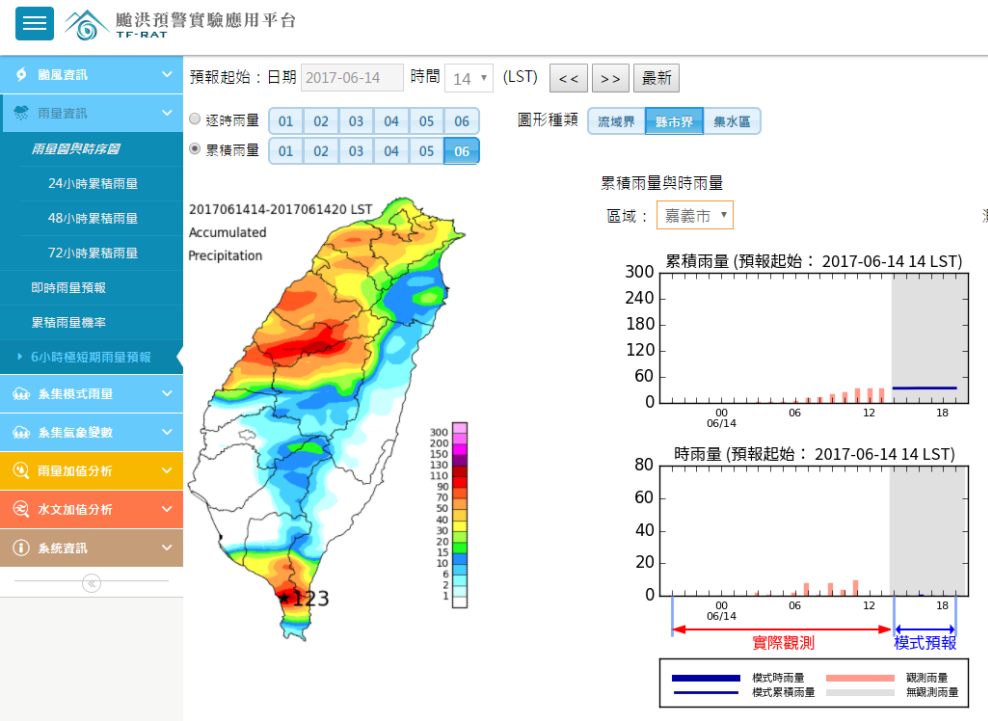 颱洪預警實驗應用平台
TF-RAT
颱風資訊
雨量資訊
雨量圖與時序圖
24小時累積雨量
48小時累積雨量
72小時累積雨量
即時雨量預報
累積雨量機率
6小時極短期雨量預報
系集模式雨量
系集氣象變數
雨量加值分析
水文加值分析
系統資訊
預報起始：日期 2017-06-14 時間 14 (LST) << >> 最新
逐時雨量 01 02 03 04 05 06
累積雨量 01 02 03 04 05 06
圖形種類 流域界 縣市界 集水區
2017061414-2017061420 LST
Accumulated
Precipitation
300
200
150
130
110
90
70
50
40
30
20
15
10
6
2
1
★123
累積雨量與時雨量
區域： 嘉義市
累積雨量 (預報起始： 2017-06-14 14 LST)
300
240
180
120
60
0
00 06 12 18
06/14
時雨量 (預報起始： 2017-06-14 14 LST)
80
60
40
20
0
00 06 12 18
06/14
實際觀測 模式預報
模式時雨量 觀測雨量
模式累積雨量 無觀測雨量